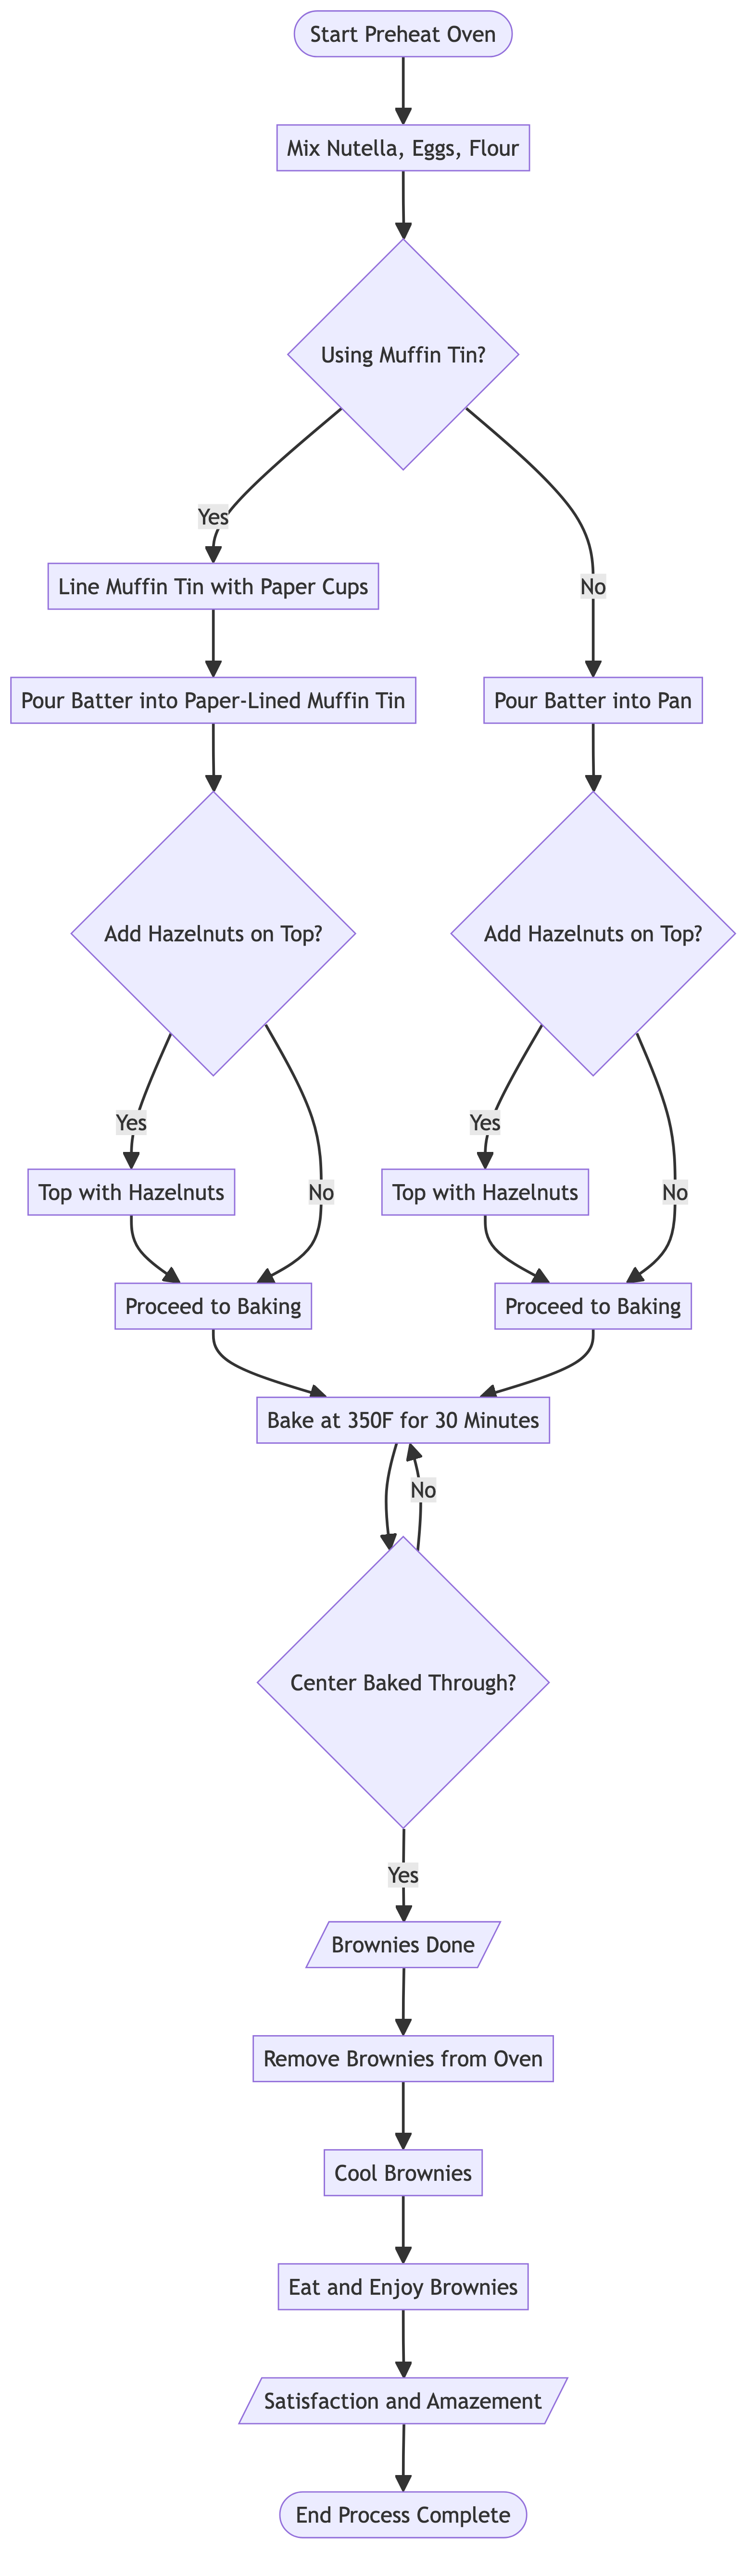 Start Preheat Oven
Mix Nutella, Eggs, Flour
Using Muffin Tin?
Yes
Line Muffin Tin with Paper Cups
No
Pour Batter into Paper-Lined Muffin Tin
Pour Batter into Pan
Add Hazelnuts on Top?
Add Hazelnuts on Top?
Yes
Yes
Top with Hazelnuts
No
Top with Hazelnuts
No
Proceed to Baking
Proceed to Baking
Bake at 350F for 30 Minutes
No
Center Baked Through?
Yes
Brownies Done
Remove Brownies from Oven
Cool Brownies
Eat and Enjoy Brownies
Satisfaction and Amazement
End Process Complete